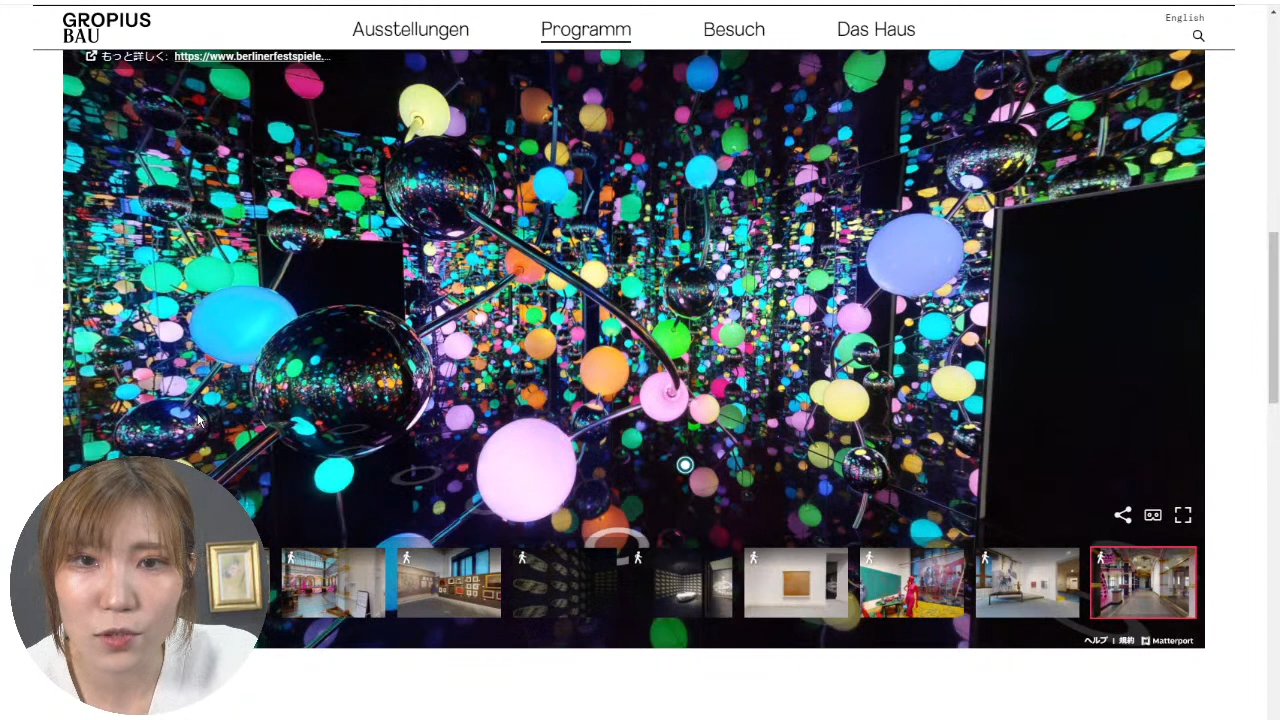 GROPIUS
BAU
Ausstellungen
Programm
Besuch
Das Haus
English
もっと詳しく: https://www.berlinerfestspiele....
ヘルプ | 規約 Matterport